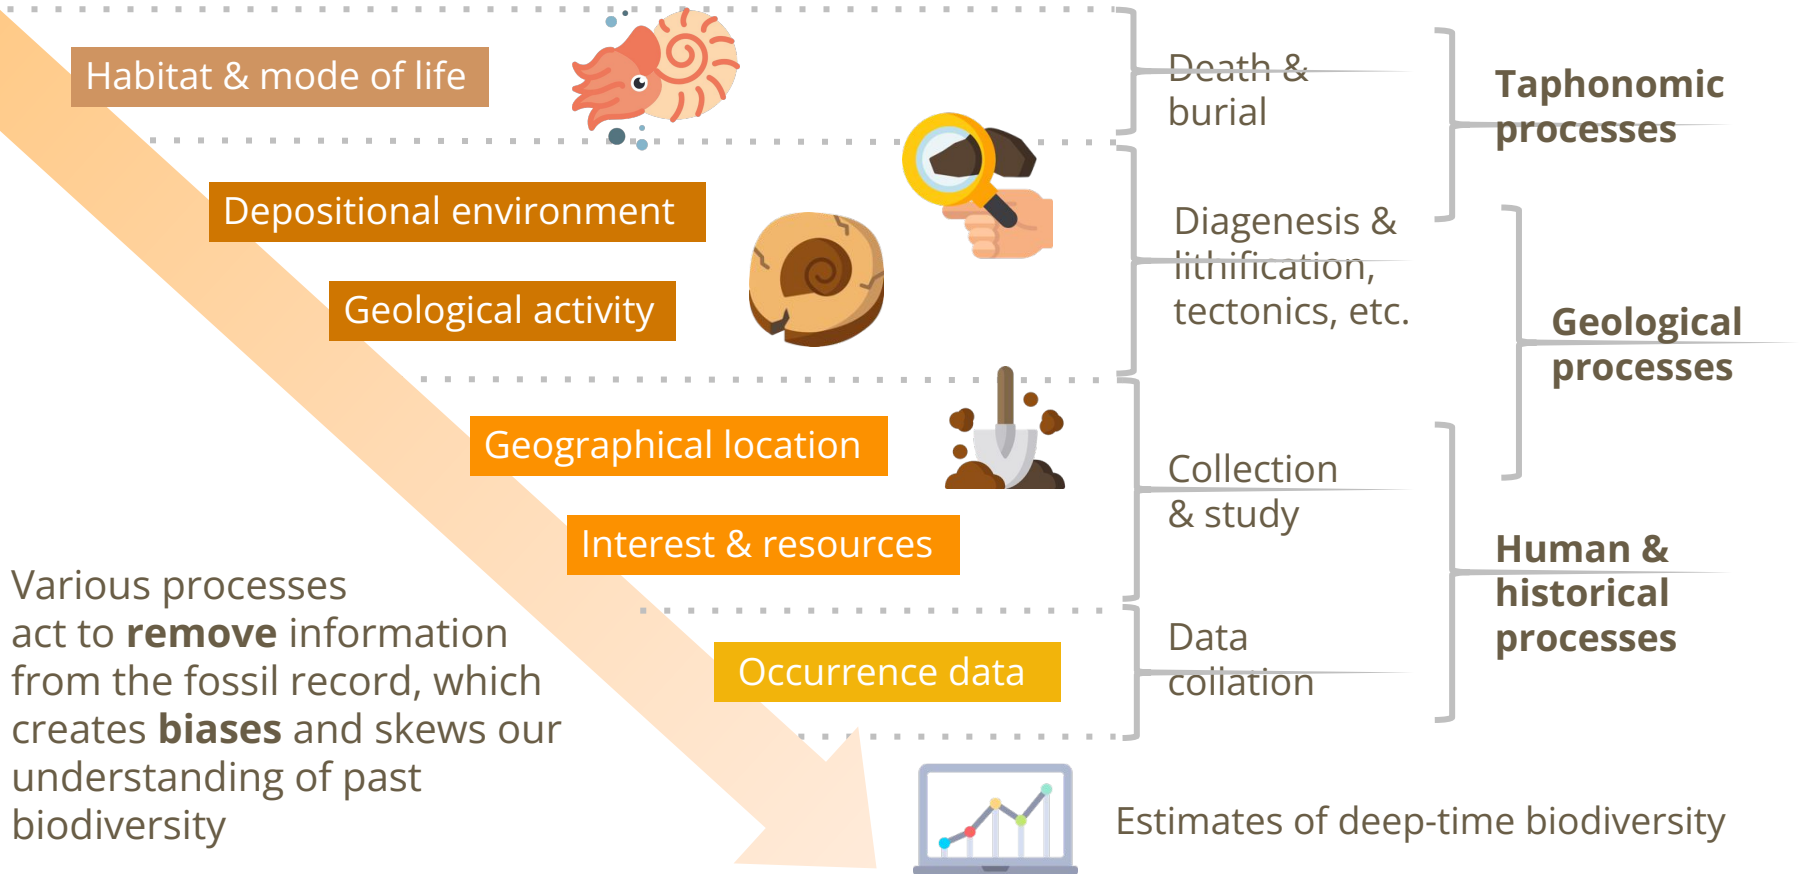 Habitat & mode of life
Death &
burial
Taphonomic
processes
Depositional environment
Geological activity
Diagenesis &
lithification,
tectonics, etc.
Geological
processes
Geographical location
Interest & resources
Collection
& study
Human &
historical
processes
Occurrence data
Data
collation
Various processes
act to remove information
from the fossil record, which
creates biases and skews our
understanding of past
biodiversity
Estimates of deep-time biodiversity